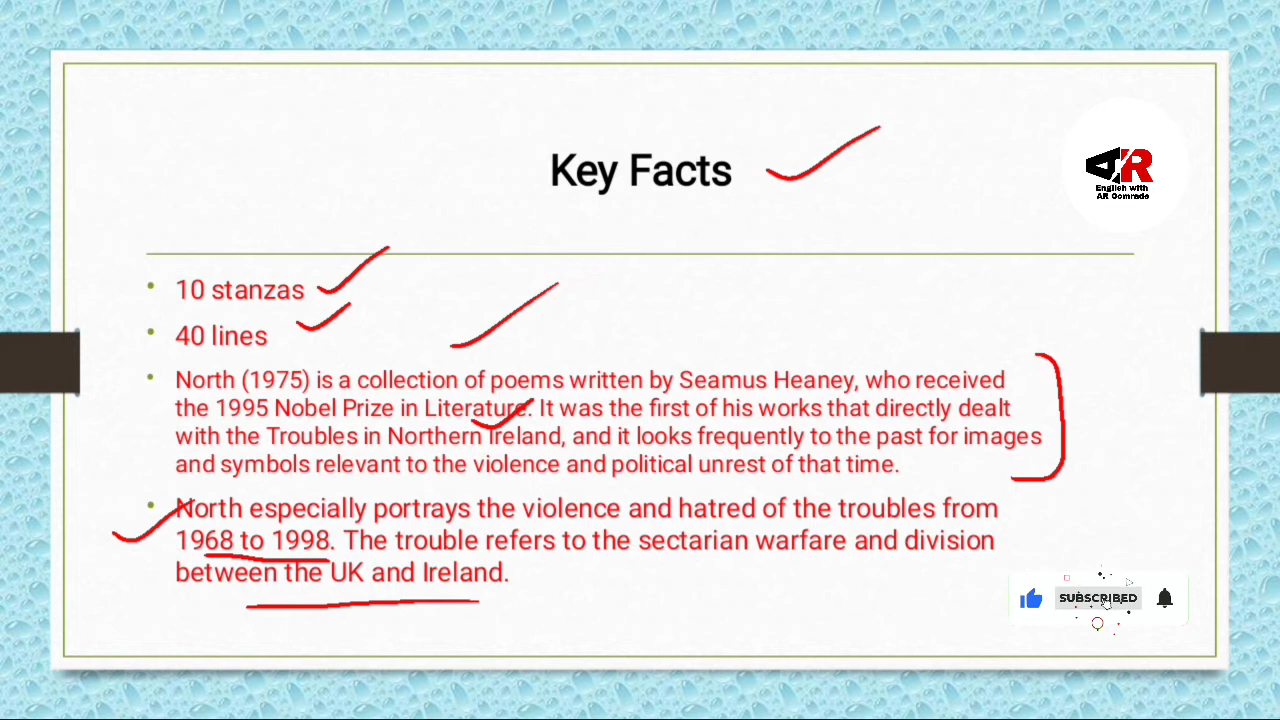 Key Facts
AR
English with
AR Comrade
10 stanzas
40 lines
North (1975) is a collection of poems written by Seamus Heaney, who received
the 1995 Nobel Prize in Literature. It was the first of his works that directly dealt
with the Troubles in Northern Ireland, and it looks frequently to the past for images
and symbols relevant to the violence and political unrest of that time.
North especially portrays the violence and hatred of the troubles from
1968 to 1998. The trouble refers to the sectarian warfare and division
between the UK and Ireland.
SUBSCRIBED